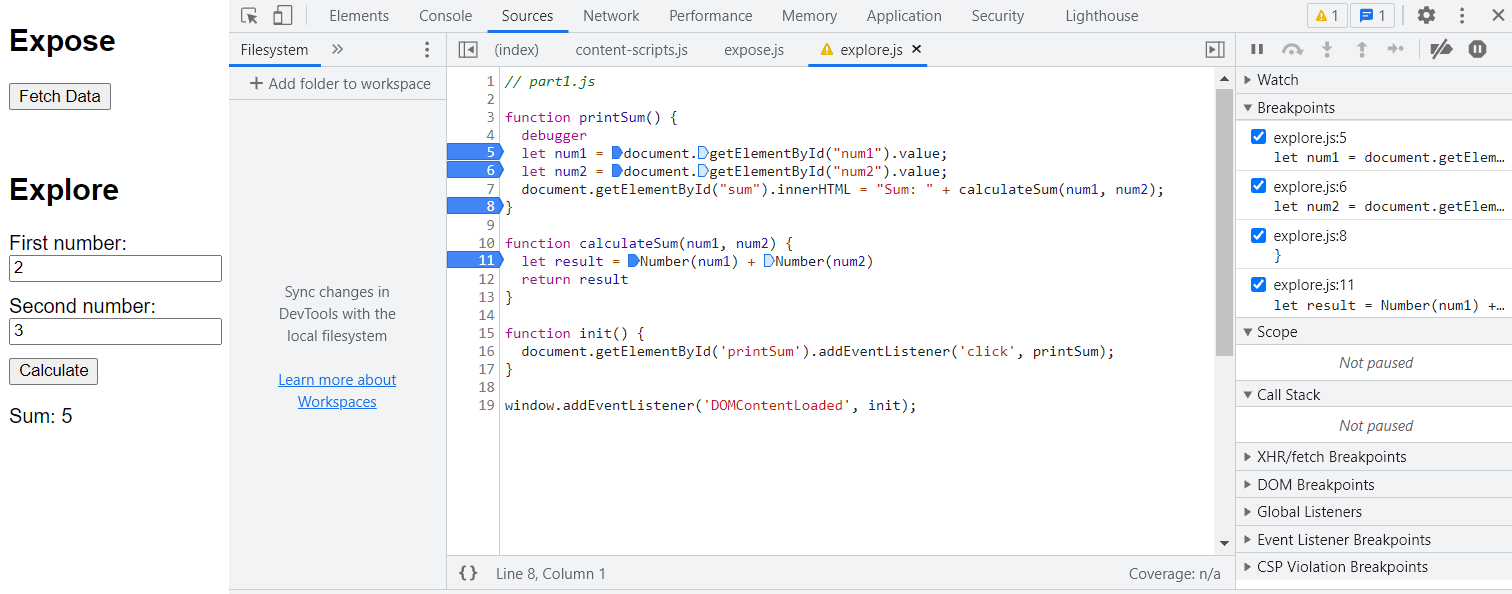 Expose
Fetch Data
Explore
First number:
2
Second number:
3
Calculate
Sum: 5
Elements Console Sources Network Performance Memory Application Security Lighthouse 1 1
Filesystem
Add folder to workspace
Sync changes in
DevTools with the
local filesystem
Learn more about
Workspaces
(index) content-scripts.js expose.js explore.js
1 // part1.js
2
3 function printSum() {
4   debugger
5   let num1 = document.getElementById("num1").value;
6   let num2 = document.getElementById("num2").value;
7   document.getElementById("sum").innerHTML = "Sum: " + calculateSum(num1, num2);
8 }
9
10 function calculateSum(num1, num2) {
11   let result = Number(num1) + Number(num2)
12   return result
13 }
14
15 function init() {
16   document.getElementById('printSum').addEventListener('click', printSum);
17 }
18
19 window.addEventListener('DOMContentLoaded', init);
{} Line 8, Column 1 Coverage: n/a
Watch
Breakpoints
explore.js:5
let num1 = document.getElem…
explore.js:6
let num2 = document.getElem…
explore.js:8
}
explore.js:11
let result = Number(num1) +…
Scope
Not paused
Call Stack
Not paused
XHR/fetch Breakpoints
DOM Breakpoints
Global Listeners
Event Listener Breakpoints
CSP Violation Breakpoints